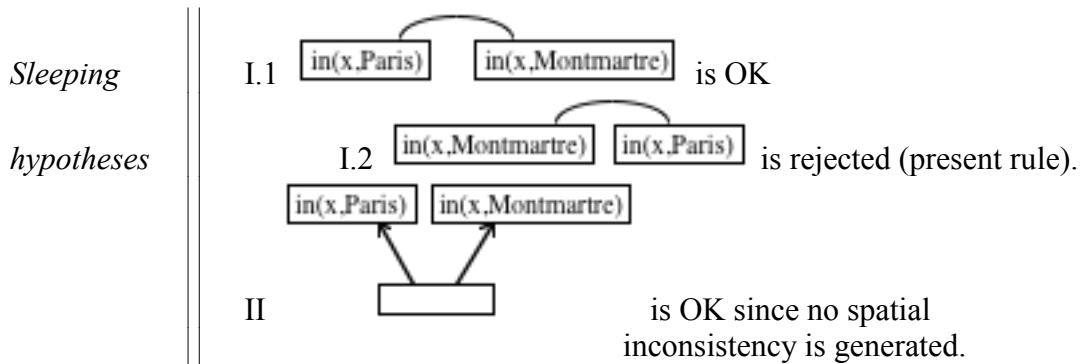 Sleeping I.1 in(x,Paris) in(x,Montmartre) is OK
hypotheses I.2 in(x,Montmartre) in(x,Paris) is rejected (present rule).
in(x,Paris) in(x,Montmartre)
II is OK since no spatial
inconsistency is generated.